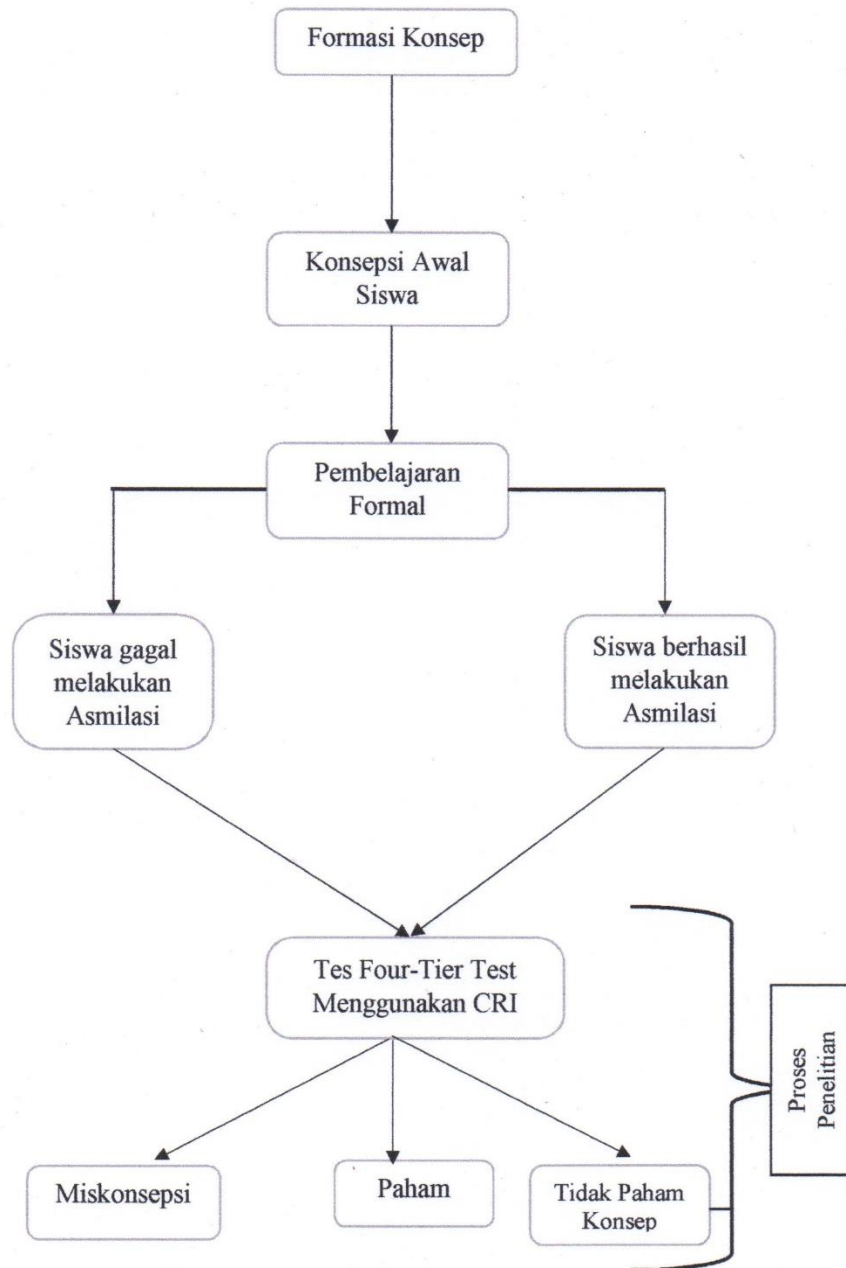 Formasi Konsep
Konsepsi Awal
Siswa
Pembelajaran
Formal
Siswa gagal
melakukan
Asmilasi
Siswa berhasil
melakukan
Asmilasi
Tes Four-Tier Test
Menggunakan CRI
Proses
Penelitian
Miskonsepsi
Paham
Tidak Paham
Konsep